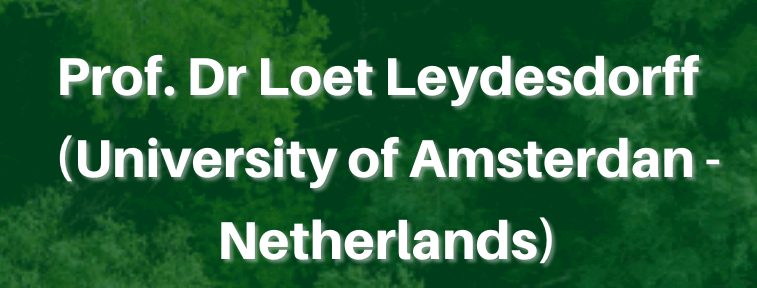 Prof. Dr Loet Leydesdorff
(University of Amsterdan -
Netherlands)